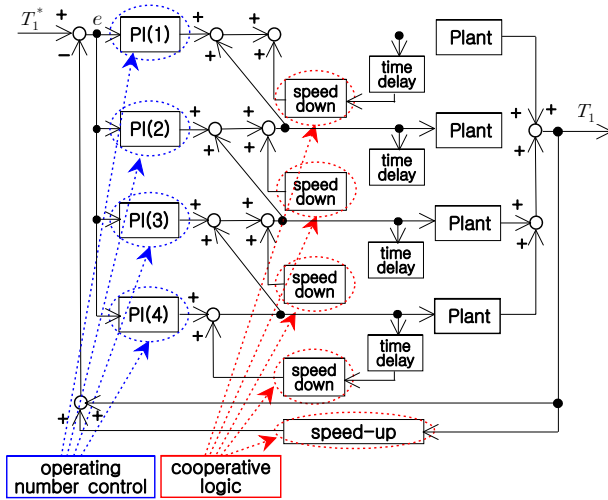 T₁* + e PI(1) + + Plant
− + + time
delay
speed
down
PI(2) + + Plant + + T₁
+ + + time
delay
speed
down
PI(3) + + Plant + +
+ + time
delay
speed
down
PI(4) + Plant
+ time
delay
speed
down
+ + speed-up
operating
number control
cooperative
logic